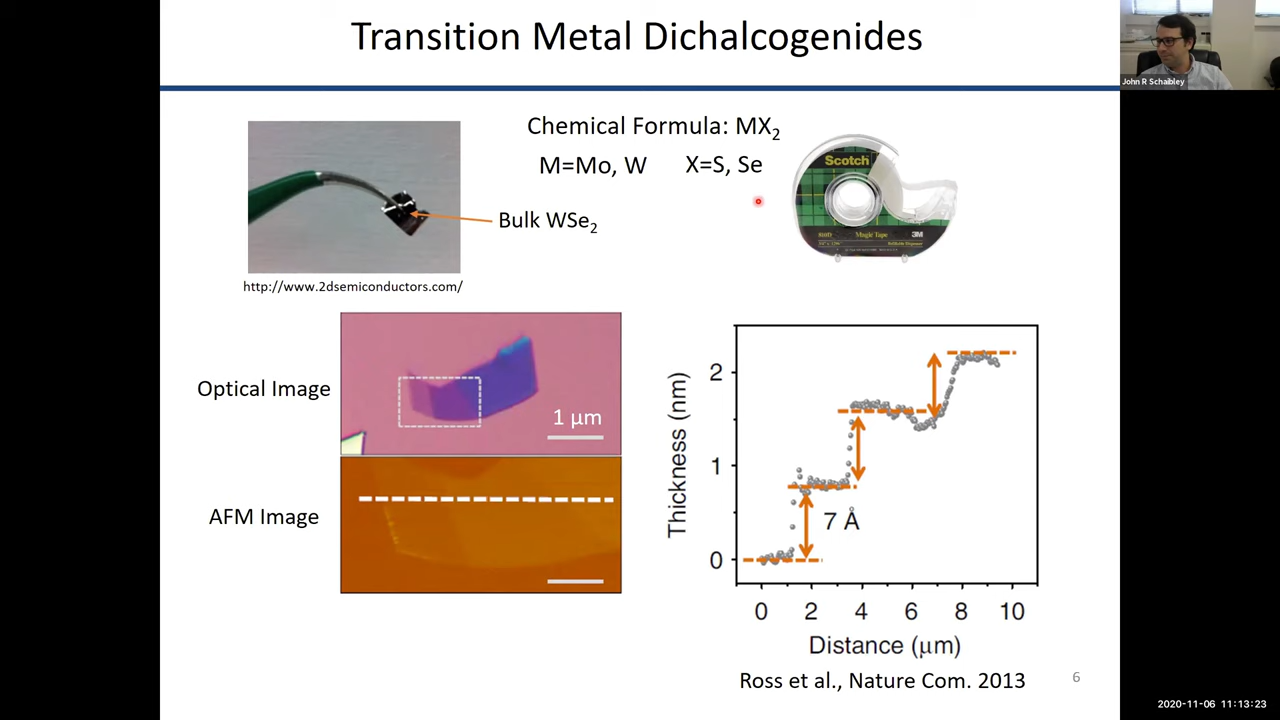 Transition Metal Dichalcogenides
John R Schaibley
Chemical Formula: MX₂
M=Mo, W X=S, Se
Scotch
Magic Tape 3M
Bulk WSe₂
http://www.2dsemiconductors.com/
Optical Image
1 μm
AFM Image
Thickness (nm)
2
1
0
7 Å
0 2 4 6 8 10
Distance (μm)
Ross et al., Nature Com. 2013
6
2020-11-06 11:13:23